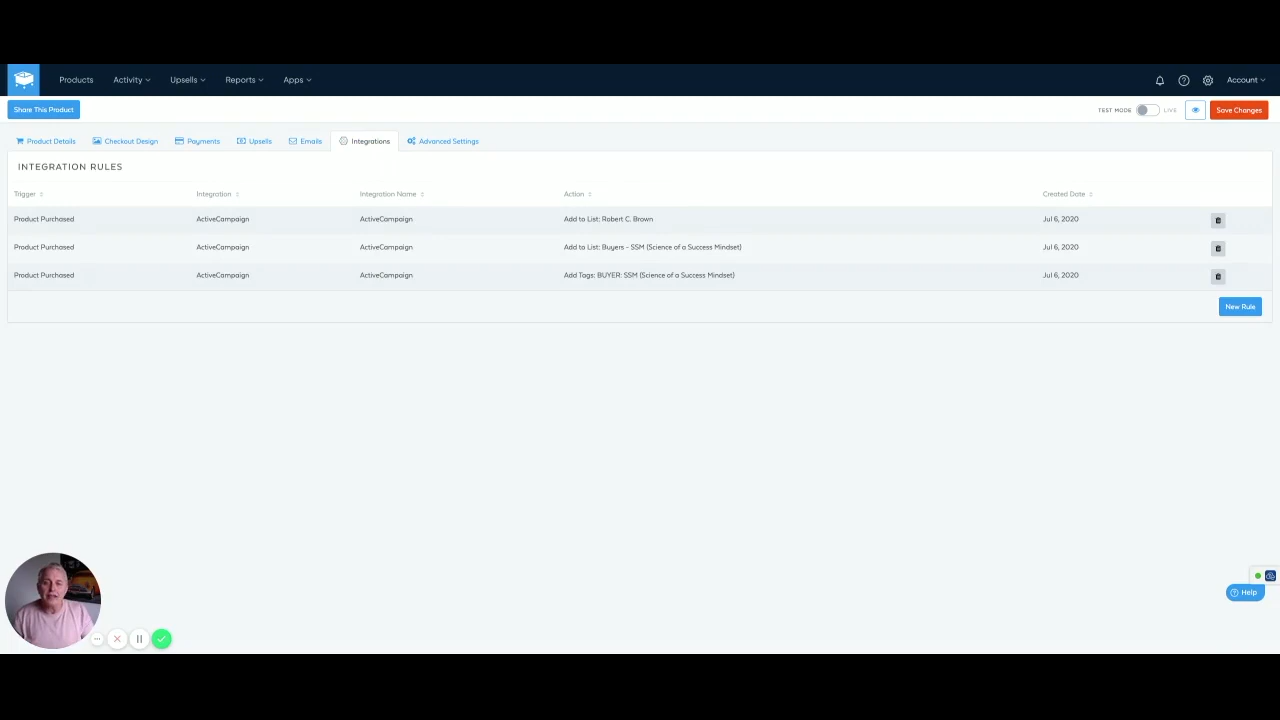 Products Activity Upsells Reports Apps Account
Share This Product TEST MODE LIVE Save Changes
Product Details Checkout Design Payments Upsells Emails Integrations Advanced Settings
INTEGRATION RULES
Trigger Integration Integration Name Action Created Date
Product Purchased ActiveCampaign ActiveCampaign Add to List: Robert C. Brown Jul 6, 2020
Product Purchased ActiveCampaign ActiveCampaign Add to List: Buyers - SSM (Science of a Success Mindset) Jul 6, 2020
Product Purchased ActiveCampaign ActiveCampaign Add Tags: BUYER: SSM (Science of a Success Mindset) Jul 6, 2020
New Rule
Help